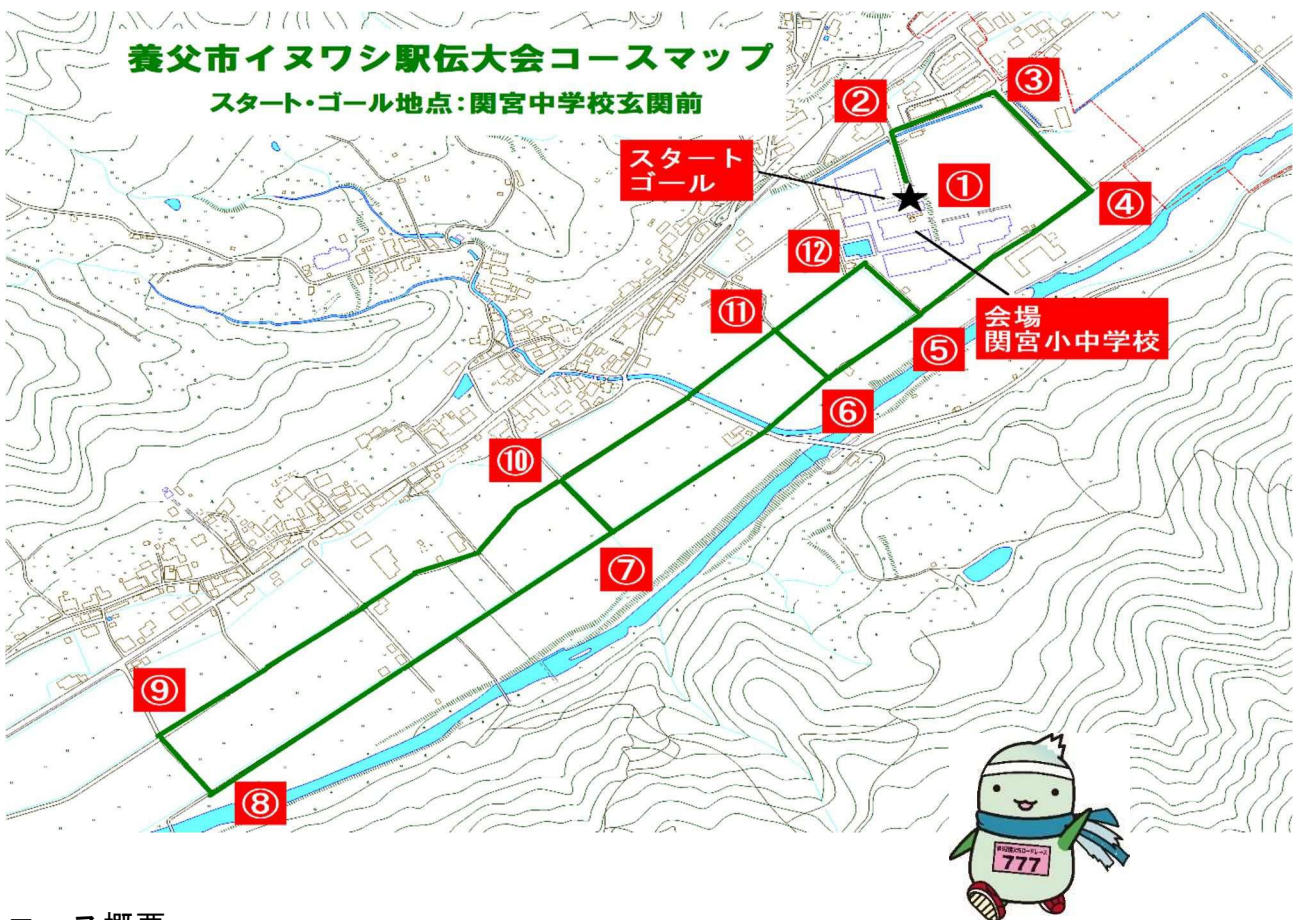 養父市イヌワシ駅伝大会コースマップ
スタート・ゴール地点:関宮中学校玄関前
③
②
スタート
ゴール
①
④
⑫
⑪
会場
関宮小中学校
⑤
⑥
⑩
⑦
⑨
⑧
777